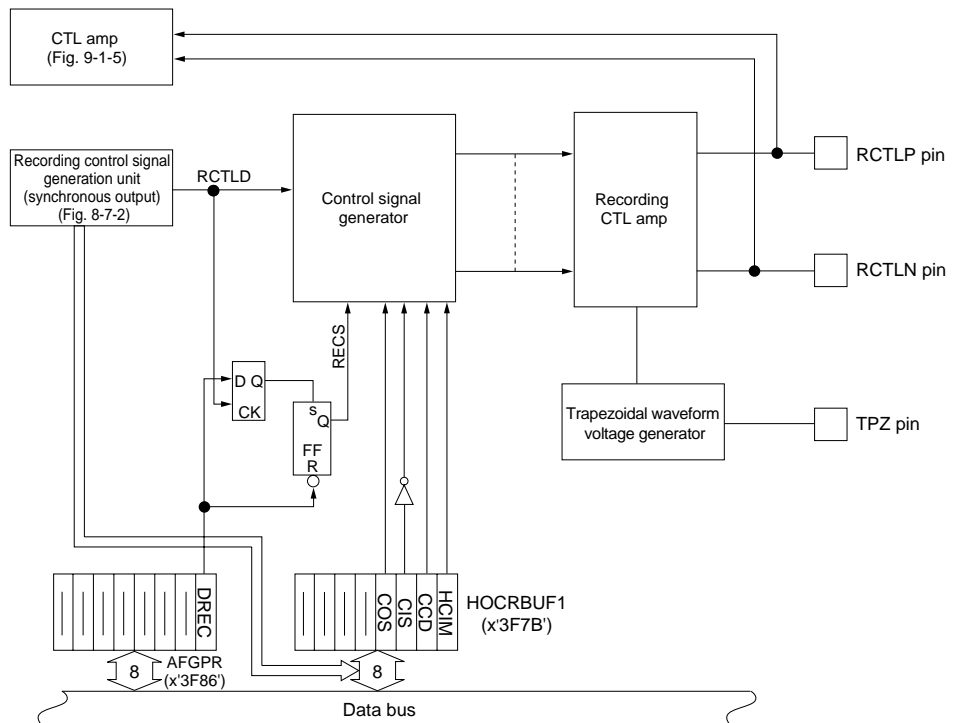 CTL amp
(Fig. 9-1-5)
Recording control signal
generation unit
(synchronous output)
(Fig. 8-7-2)
RCTLD
Control signal
generator
Recording
CTL amp
RCTLP pin
RCTLN pin
RECS
D Q
CK
S
Q
FF
R
Trapezoidal waveform
voltage generator
TPZ pin
DREC
COS
CIS
CCD
HCIM
HOCRBUF1
(x'3F7B')
8
AFGPR
(x'3F86')
8
Data bus